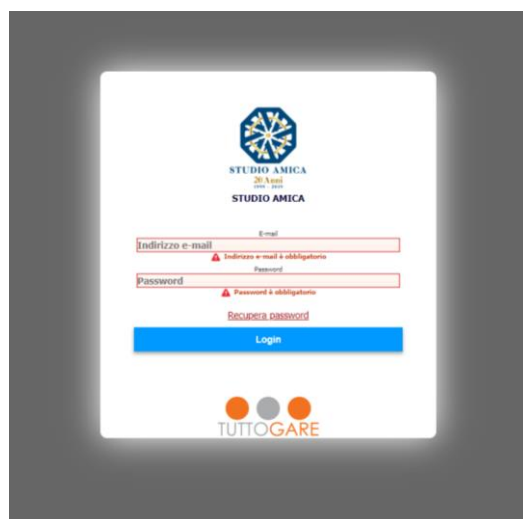 STUDIO AMICA
20 Anni
STUDIO AMICA
E-mail
Indirizzo e-mail
Indirizzo e-mail è obbligatorio
Password
Password
Password è obbligatorio
Recupera password
Login
TUTTOGARE